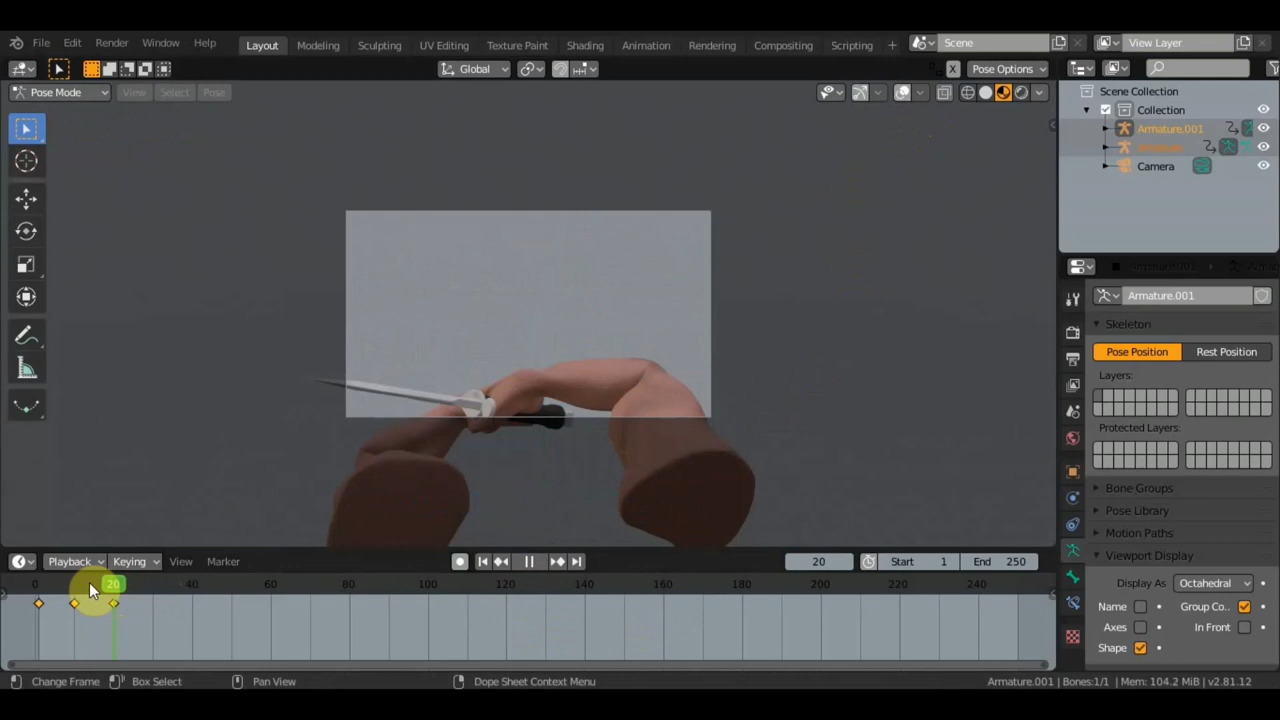 File Edit Render Window Help Layout Modeling Sculpting UV Editing Texture Paint Shading Animation Rendering Compositing Scripting + Scene View Layer
Global X Pose Options
Pose Mode View Select Pose
Scene Collection
Collection
Armature.001
Camera
Armature.001
Skeleton
Pose Position Rest Position
Layers:
Protected Layers:
Bone Groups
Pose Library
Motion Paths
Viewport Display
Display As Octahedral
Name Group Co..
Axes In Front
Shape
Playback Keying View Marker 20 Start 1 End 250
0 20 40 60 80 100 120 140 160 180 200 220 240
Change Frame Box Select Pan View Dope Sheet Context Menu Armature.001 | Bones:1/1 | Mem: 104.2 MiB | v2.81.12